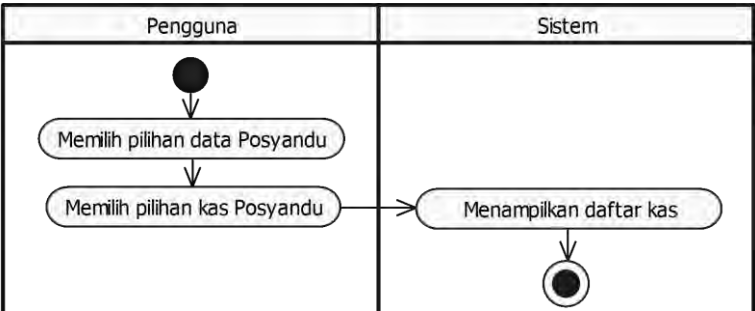 Pengguna
Sistem
Memilih pilihan data Posyandu
Memilih pilihan kas Posyandu
Menampilkan daftar kas